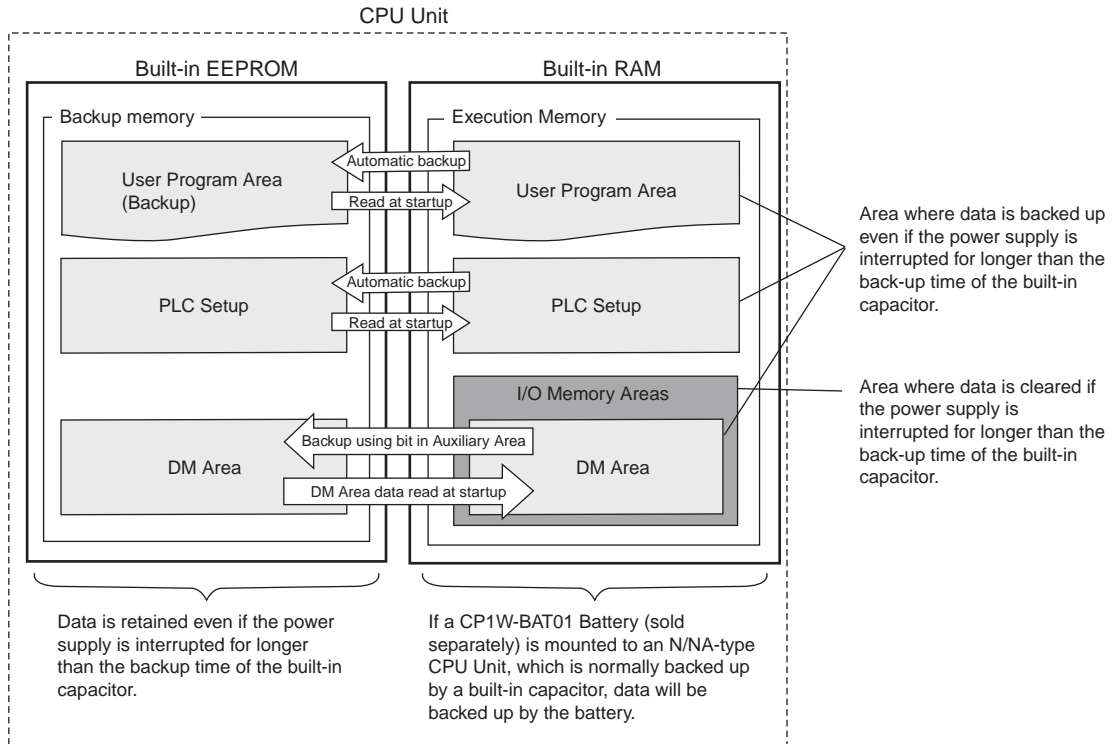 CPU Unit
Built-in EEPROM
Built-in RAM
Backup memory
Execution Memory
User Program Area
(Backup)
Automatic backup
Read at startup
User Program Area
PLC Setup
Automatic backup
Read at startup
PLC Setup
I/O Memory Areas
DM Area
Backup using bit in Auxiliary Area
DM Area data read at startup
DM Area
Area where data is backed up
even if the power supply is
interrupted for longer than the
back-up time of the built-in
capacitor.
Area where data is cleared if
the power supply is
interrupted for longer than the
back-up time of the built-in
capacitor.
Data is retained even if the power
supply is interrupted for longer
than the backup time of the built-in
capacitor.
If a CP1W-BAT01 Battery (sold
separately) is mounted to an N/NA-type
CPU Unit, which is normally backed up
by a built-in capacitor, data will be
backed up by the battery.